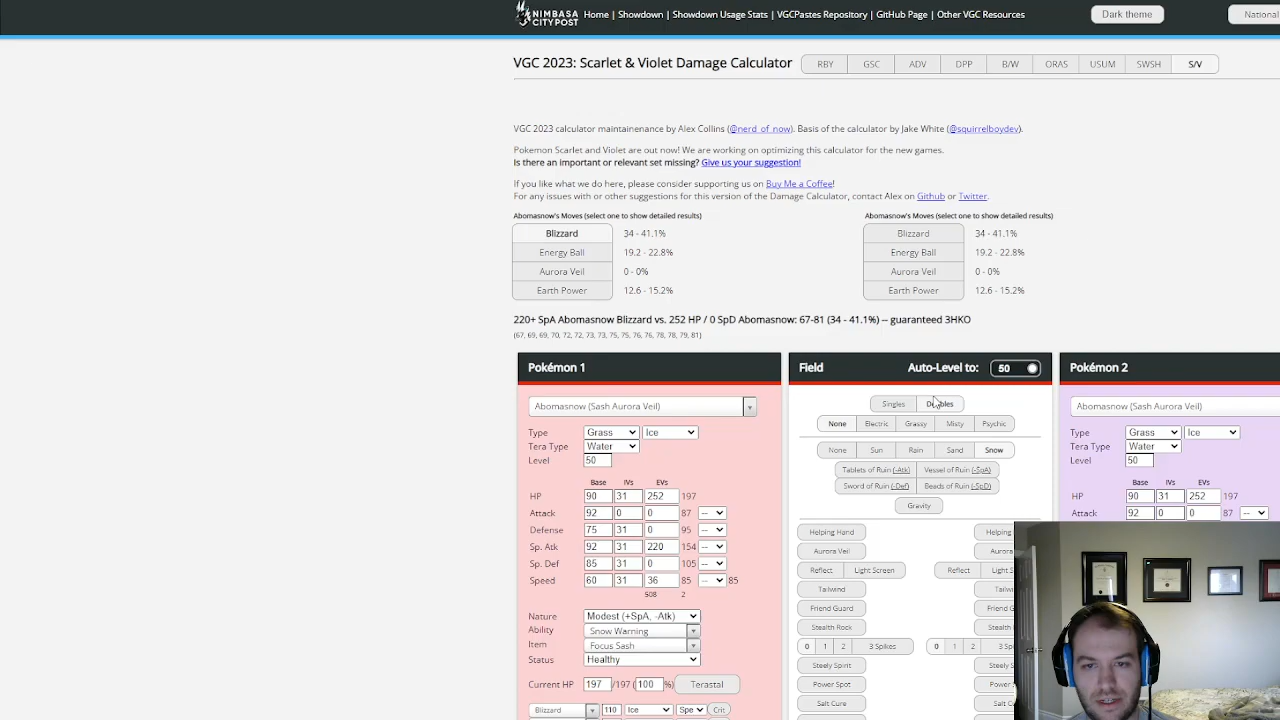 NIMBASA
CITY POST
Home | Showdown | Showdown Usage Stats | VGCPastes Repository | GitHub Page | Other VGC Resources
Dark theme
National
VGC 2023: Scarlet & Violet Damage Calculator
RBY GSC ADV DPP B/W ORAS USUM SWSH S/V
VGC 2023 calculator maintainenance by Alex Collins (@nerd_of_now). Basis of the calculator by Jake White (@squirrelboydev).
Pokemon Scarlet and Violet are out now! We are working on optimizing this calculator for the new games.
Is there an important or relevant set missing? Give us your suggestion!
If you like what we do here, please consider supporting us on Buy Me a Coffee!
For any issues with or other suggestions for this version of the Damage Calculator, contact Alex on Github or Twitter.
Abomasnow's Moves (select one to show detailed results)
Blizzard 34 - 41.1%
Energy Ball 19.2 - 22.8%
Aurora Veil 0 - 0%
Earth Power 12.6 - 15.2%
Abomasnow's Moves (select one to show detailed results)
Blizzard 34 - 41.1%
Energy Ball 19.2 - 22.8%
Aurora Veil 0 - 0%
Earth Power 12.6 - 15.2%
220+ SpA Abomasnow Blizzard vs. 252 HP / 0 SpD Abomasnow: 67-81 (34 - 41.1%) -- guaranteed 3HKO
(67, 69, 69, 70, 72, 72, 73, 73, 75, 75, 76, 76, 78, 78, 79, 81)
Pokémon 1
Abomasnow (Sash Aurora Veil)
Type Grass Ice
Tera Type Water
Level 50
Base IVs EVs
HP 90 31 252 197
Attack 92 0 0 87 --
Defense 75 31 0 95 --
Sp. Atk 92 31 220 154 --
Sp. Def 85 31 0 105 --
Speed 60 31 36 85 -- 85
508 2
Nature Modest (+SpA, -Atk)
Ability Snow Warning
Item Focus Sash
Status Healthy
Current HP 197 /197 (100 %) Terastal
Blizzard 110 Ice Spe Crit
Field Auto-Level to: 50
Singles Doubles
None Electric Grassy Misty Psychic
None Sun Rain Sand Snow
Tablets of Ruin (-Atk) Vessel of Ruin (-SpA)
Sword of Ruin (-Def) Beads of Ruin (-SpD)
Gravity
Helping Hand Helping
Aurora Veil Aurora
Reflect Light Screen Reflect Light S
Tailwind Tailw
Friend Guard Friend G
Stealth Rock Stealth
0 1 2 3 Spikes 0 1 2 3 Sp
Steely Spirit Steely S
Power Spot Power
Salt Cure Salt C
Pokémon 2
Abomasnow (Sash Aurora Veil)
Type Grass Ice
Tera Type Water
Level 50
Base IVs EVs
HP 90 31 252 197
Attack 92 0 0 87 --